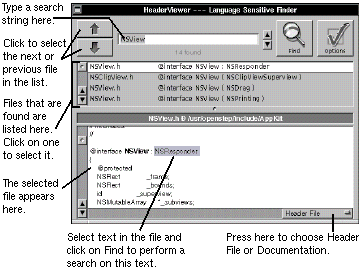 Type a search
string here.
Click to select
the next or
previous file
in the list.
Files that are
found are
listed here. Click
on one
to select it.
The selected
file appears
here.
HeaderViewer --- Language Sensitive Finder
NSView
14 found
Find
Options
NSView.h @interface NSView : NSResponder
NSClipView.h @interface NSView ( NSClipViewSuperview )
NSView.h @interface NSView ( NSDrag )
NSView.h @interface NSView ( NSPrinting )
NSView.h @ /usr/openstep/include/AppKit
//
@interface NSView : NSResponder
{
@protected
NSRect _frame;
NSRect _bounds;
id _superview;
NSMutableArray *_subviews;
Header File
Select text in the file and
click on Find to perform a
search on this text.
Press here to choose Header
File or Documentation.